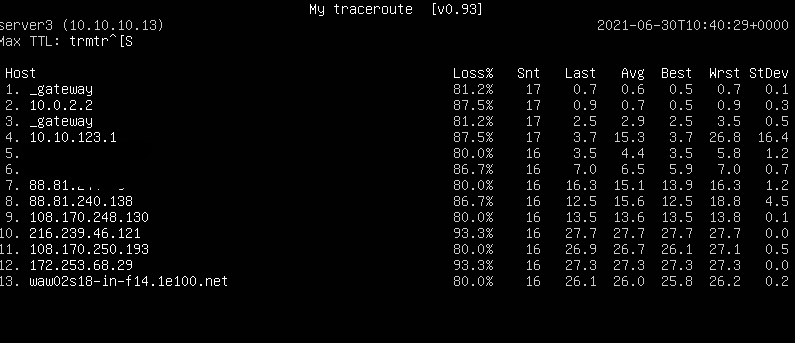 My traceroute [v0.93]
server3 (10.10.10.13) 2021-06-30T10:40:29+0000
Max TTL: trmtr^[S
Host Loss% Snt Last Avg Best Wrst StDev
1. _gateway 81.2% 17 0.7 0.6 0.5 0.7 0.1
2. 10.0.2.2 87.5% 17 0.9 0.7 0.5 0.9 0.3
3. _gateway 81.2% 17 2.5 2.9 2.5 3.5 0.5
4. 10.10.123.1 87.5% 17 3.7 15.3 3.7 26.8 16.4
5. 80.0% 16 3.5 4.4 3.5 5.8 1.2
6. 86.7% 16 7.0 6.5 5.9 7.0 0.7
7. 88.81. 80.0% 16 16.3 15.1 13.9 16.3 1.2
8. 88.81.240.138 86.7% 16 12.5 15.6 12.5 18.8 4.5
9. 108.170.248.130 80.0% 16 13.5 13.6 13.5 13.8 0.1
10. 216.239.46.121 93.3% 16 27.7 27.7 27.7 27.7 0.0
11. 108.170.250.193 80.0% 16 26.9 26.7 26.1 27.1 0.5
12. 172.253.68.29 93.3% 16 27.3 27.3 27.3 27.3 0.0
13. waw02s18-in-f14.1e100.net 80.0% 16 26.1 26.0 25.8 26.2 0.2